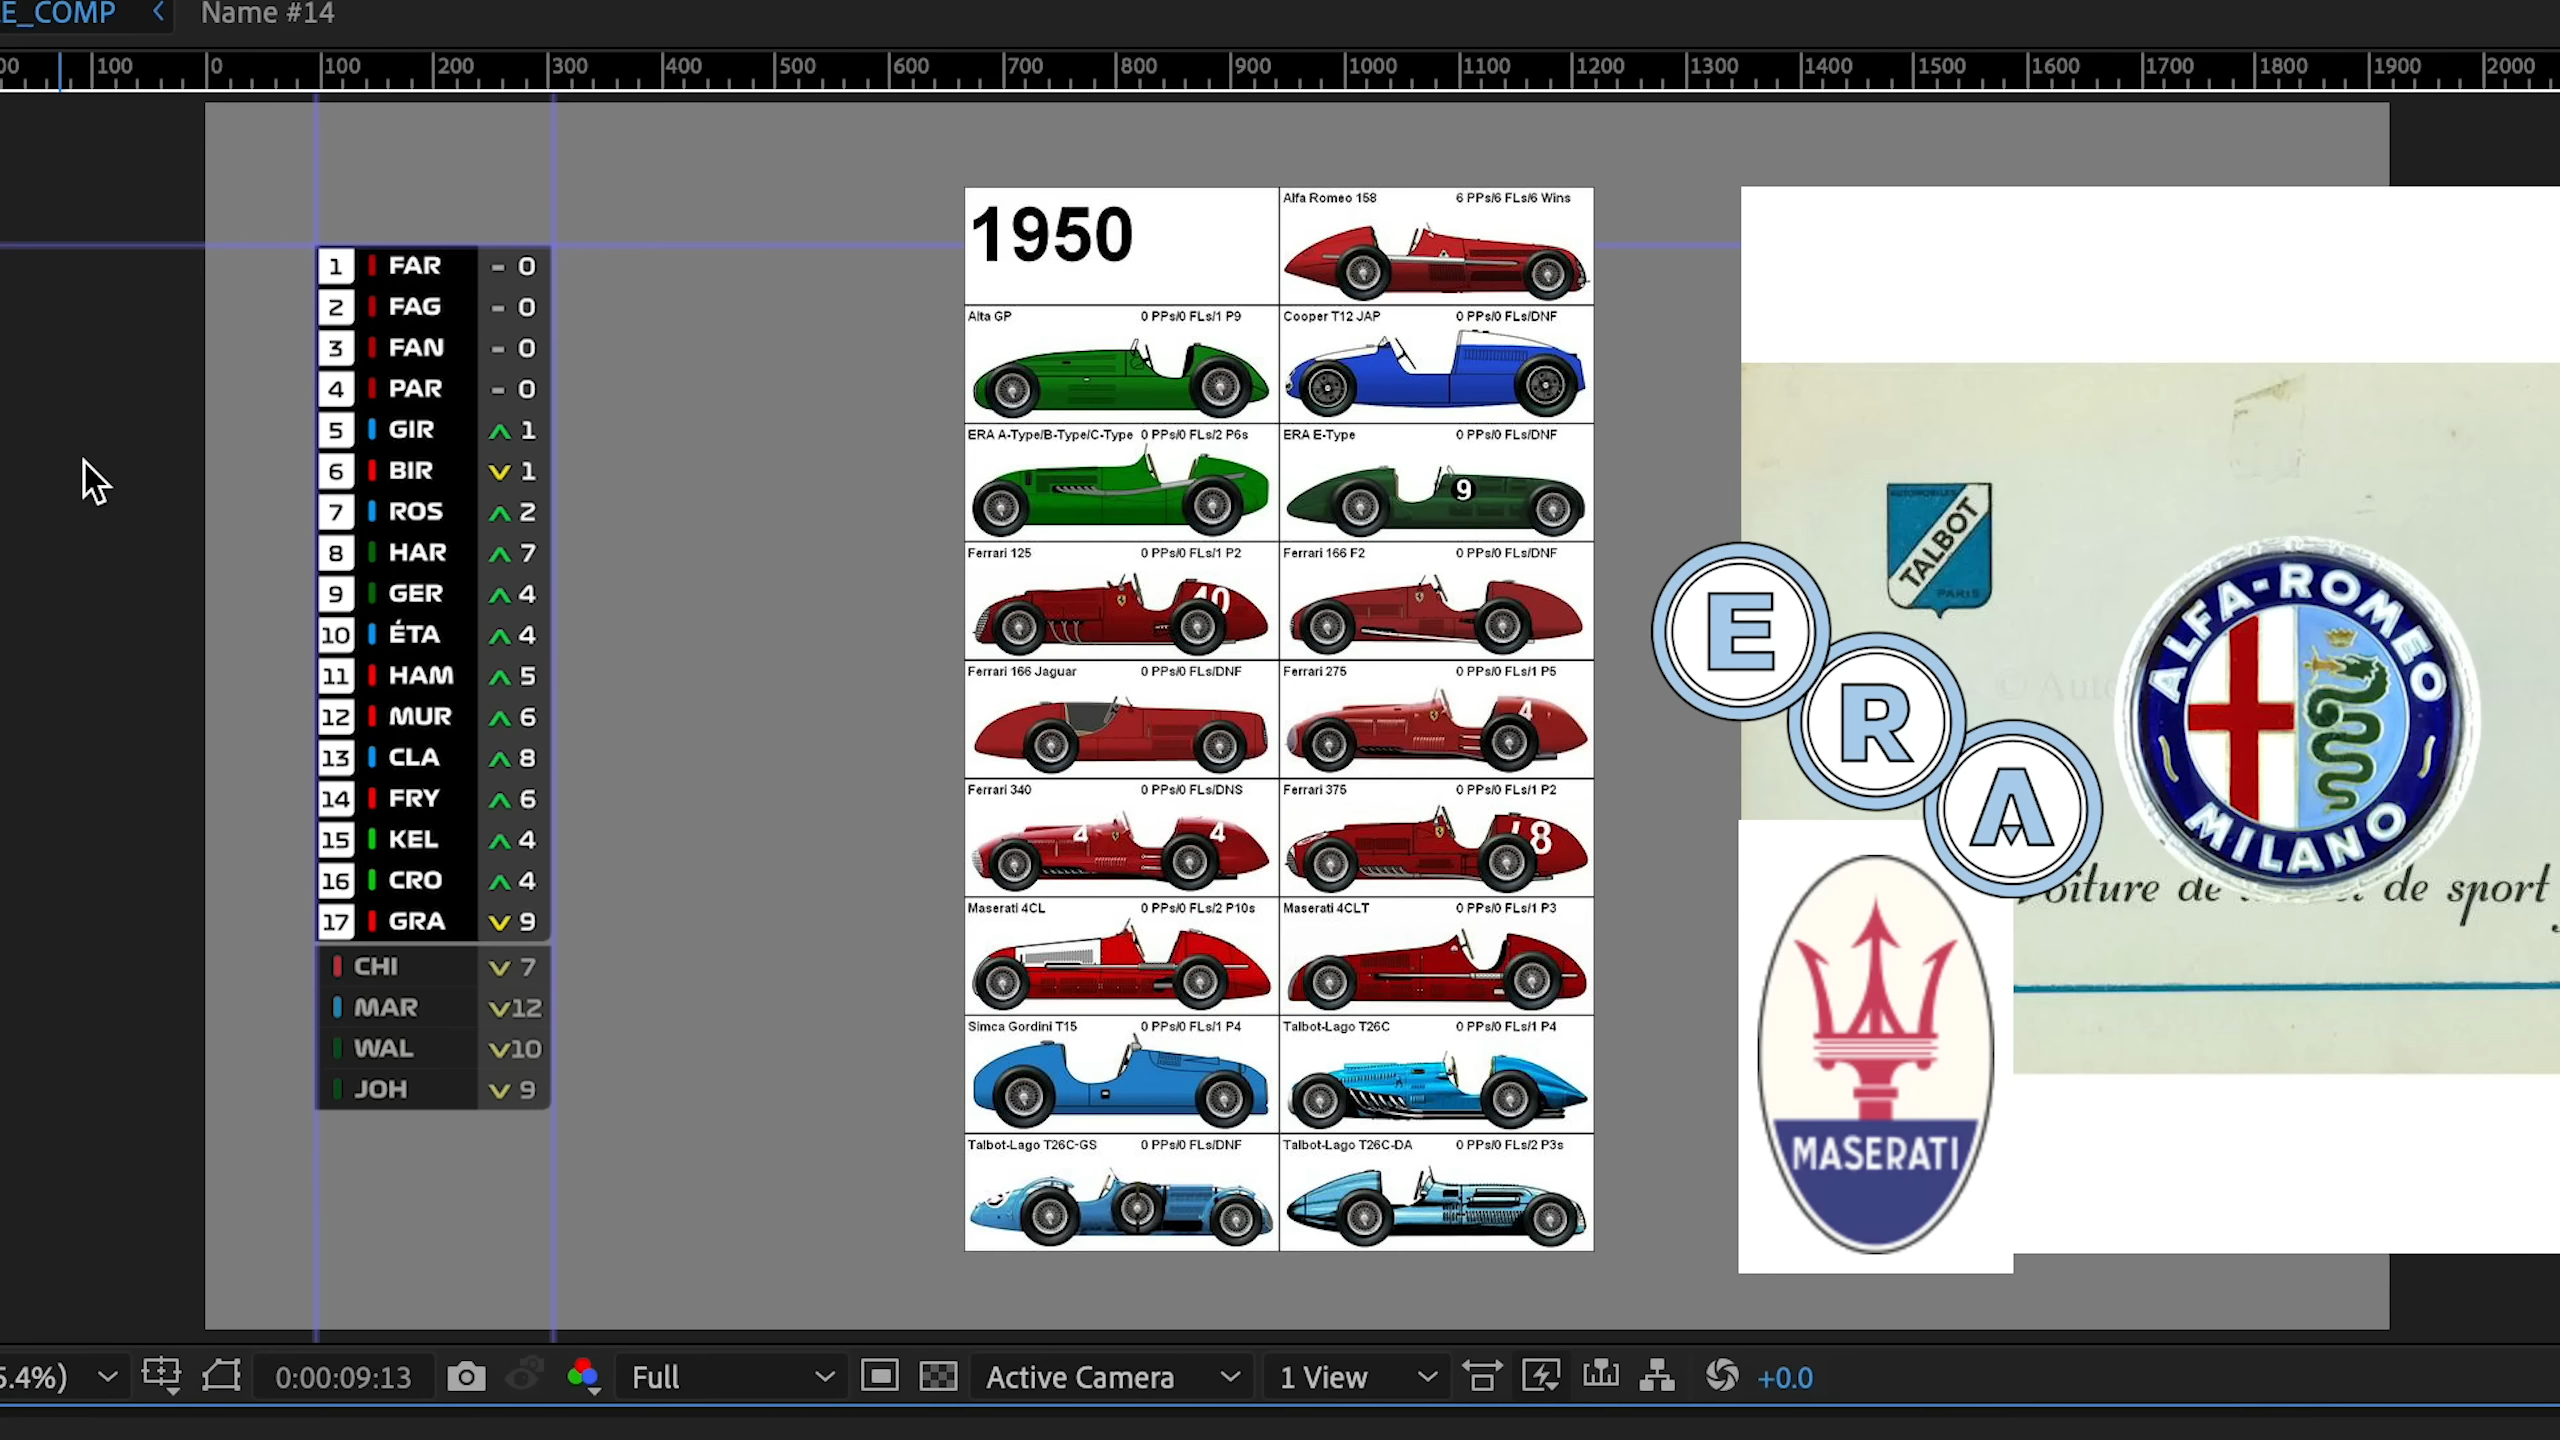 E_COMP
Name #14
100 0 100 200 300 400 500 600 700 800 900 1000 1100 1200 1300 1400 1500 1600 1700 1800 1900 2000
1 FAR - 0
2 FAG - 0
3 FAN - 0
4 PAR - 0
5 GIR 1
6 BIR 1
7 ROS 2
8 HAR 7
9 GER 4
10 ÉTA 4
11 HAM 5
12 MUR 6
13 CLA 8
14 FRY 6
15 KEL 4
16 CRO 4
17 GRA 9
CHI 7
MAR 12
WAL 10
JOH 9
1950
Alfa Romeo 158 6 PPs/6 FLs/6 Wins
Alta GP 0 PPs/0 FLs/1 P9
Cooper T12 JAP 0 PPs/0 FLs/DNF
ERA A-Type/B-Type/C-Type 0 PPs/0 FLs/2 P6s
ERA E-Type 0 PPs/0 FLs/DNF
9
Ferrari 125 0 PPs/0 FLs/1 P2
Ferrari 166 F2 0 PPs/0 FLs/DNF
Ferrari 166 Jaguar 0 PPs/0 FLs/DNF
Ferrari 275 0 PPs/0 FLs/1 P5
4
Ferrari 340 0 PPs/0 FLs/DNS
4 4
Ferrari 375 0 PPs/0 FLs/1 P2
18
Maserati 4CL 0 PPs/0 FLs/2 P10s
Maserati 4CLT 0 PPs/0 FLs/1 P3
Simca Gordini T15 0 PPs/0 FLs/1 P4
Talbot-Lago T26C 0 PPs/0 FLs/1 P4
Talbot-Lago T26C-GS 0 PPs/0 FLs/DNF
Talbot-Lago T26C-DA 0 PPs/0 FLs/2 P3s
AUTOMOBILES
TALBOT
PARIS
E
R
A
ALFA-ROMEO
MILANO
© Auto
oiture de
de sport
MASERATI
5.4%)
0:00:09:13
Full
Active Camera
1 View
+0.0